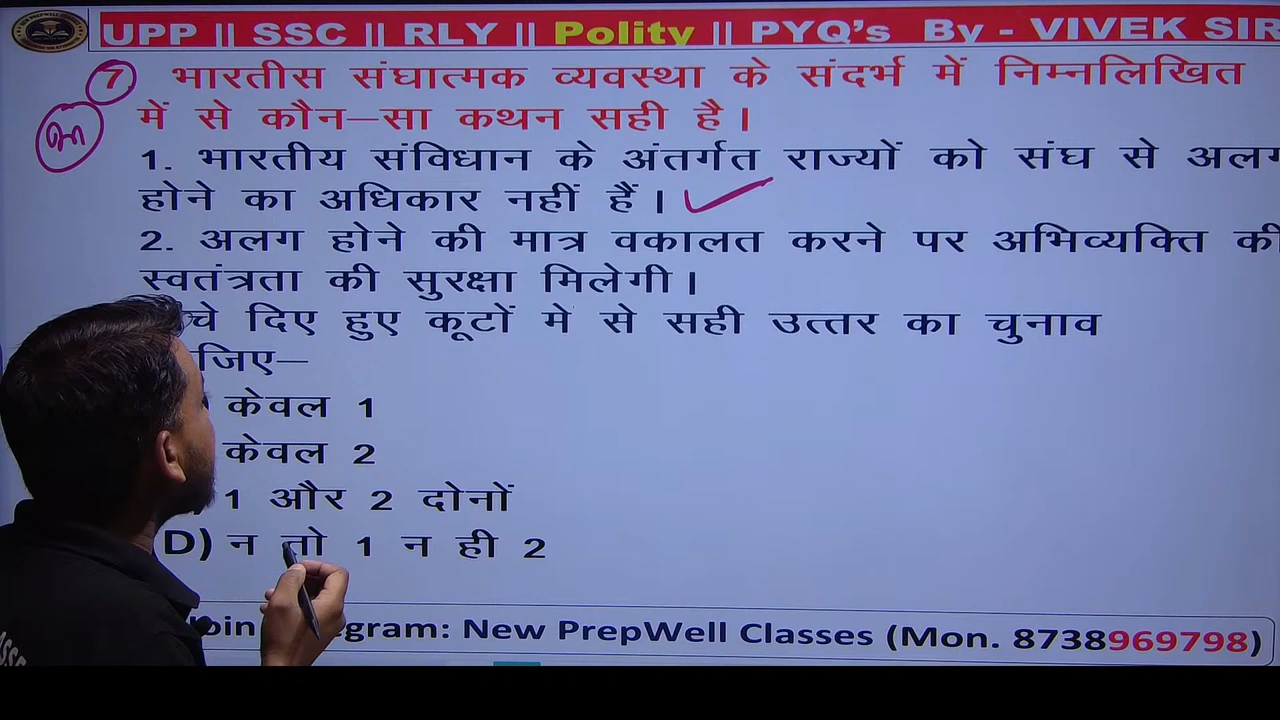 UPP || SSC || RLY || Polity || PYQ’s By - VIVEK SIR
7 भारतीस संघात्मक व्यवस्था के संदर्भ में निम्नलिखित
में से कौन–सा कथन सही है।
1. भारतीय संविधान के अंतर्गत राज्यों को संघ से अलग
होने का अधिकार नहीं हैं।
2. अलग होने की मात्र वकालत करने पर अभिव्यक्ति की
स्वतंत्रता की सुरक्षा मिलेगी।
चे दिए हुए कूटों मे से सही उत्तर का चुनाव
जिए–
केवल 1
केवल 2
1 और 2 दोनों
(D) न तो 1 न ही 2
Join egram: New PrepWell Classes (Mon. 8738969798)